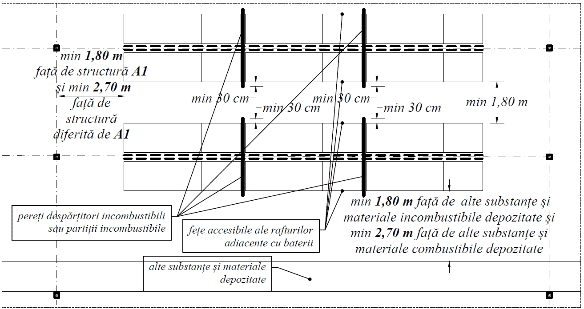 min 1,80 m
față de structură A1
și min 2,70 m
față de
structură
diferită de A1
min 30 cm
min 30 cm
min 30 cm
min 30 cm
min 1,80 m
pereți despărțitori incombustibili
sau partiții incombustibile
fețe accesibile ale rafturilor
adiacente cu baterii
min 1,80 m față de alte substanțe și
materiale incombustibile depozitate și
min 2,70 m față de alte substanțe și
materiale combustibile depozitate
alte substanțe și materiale
depozitate